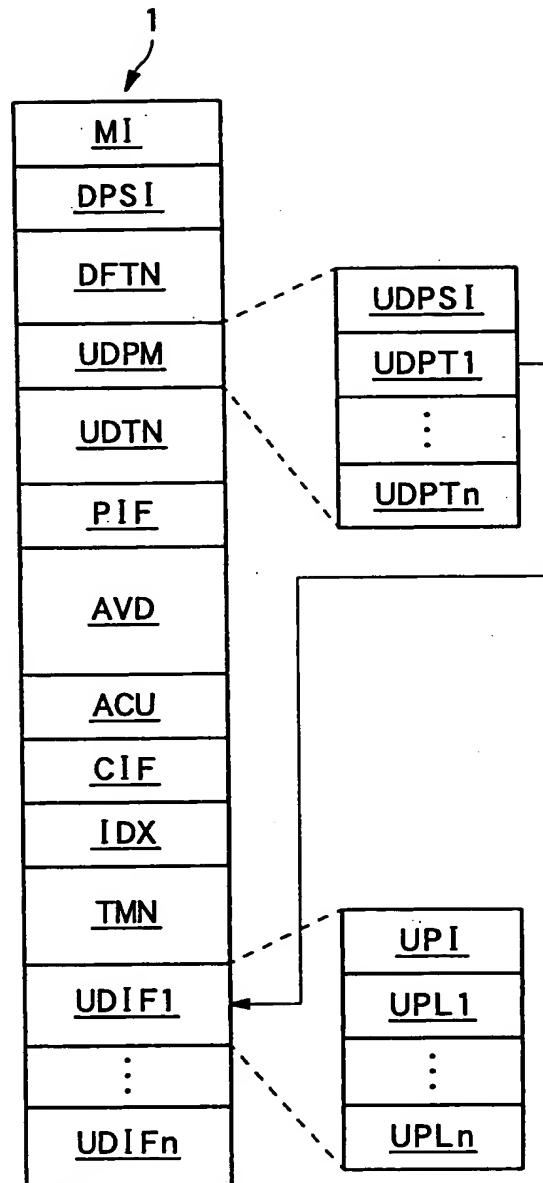 1
MI
DPSI
DFTN
UDPM
UDTN
PIF
AVD
ACU
CIF
IDX
TMN
UDIF1
⋮
UDIFn
UDPSI
UDPT1
⋮
UDPTn
UPI
UPL1
⋮
UPLn